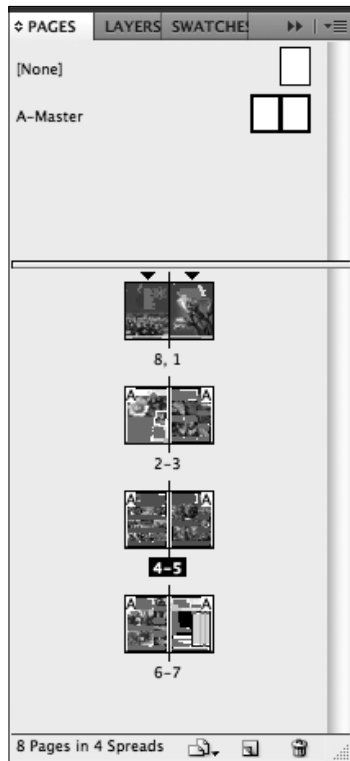 PAGES LAYERS SWATCHES
[None]
A-Master
8, 1
A A
2-3
A A
4-5
A A
6-7
8 Pages in 4 Spreads